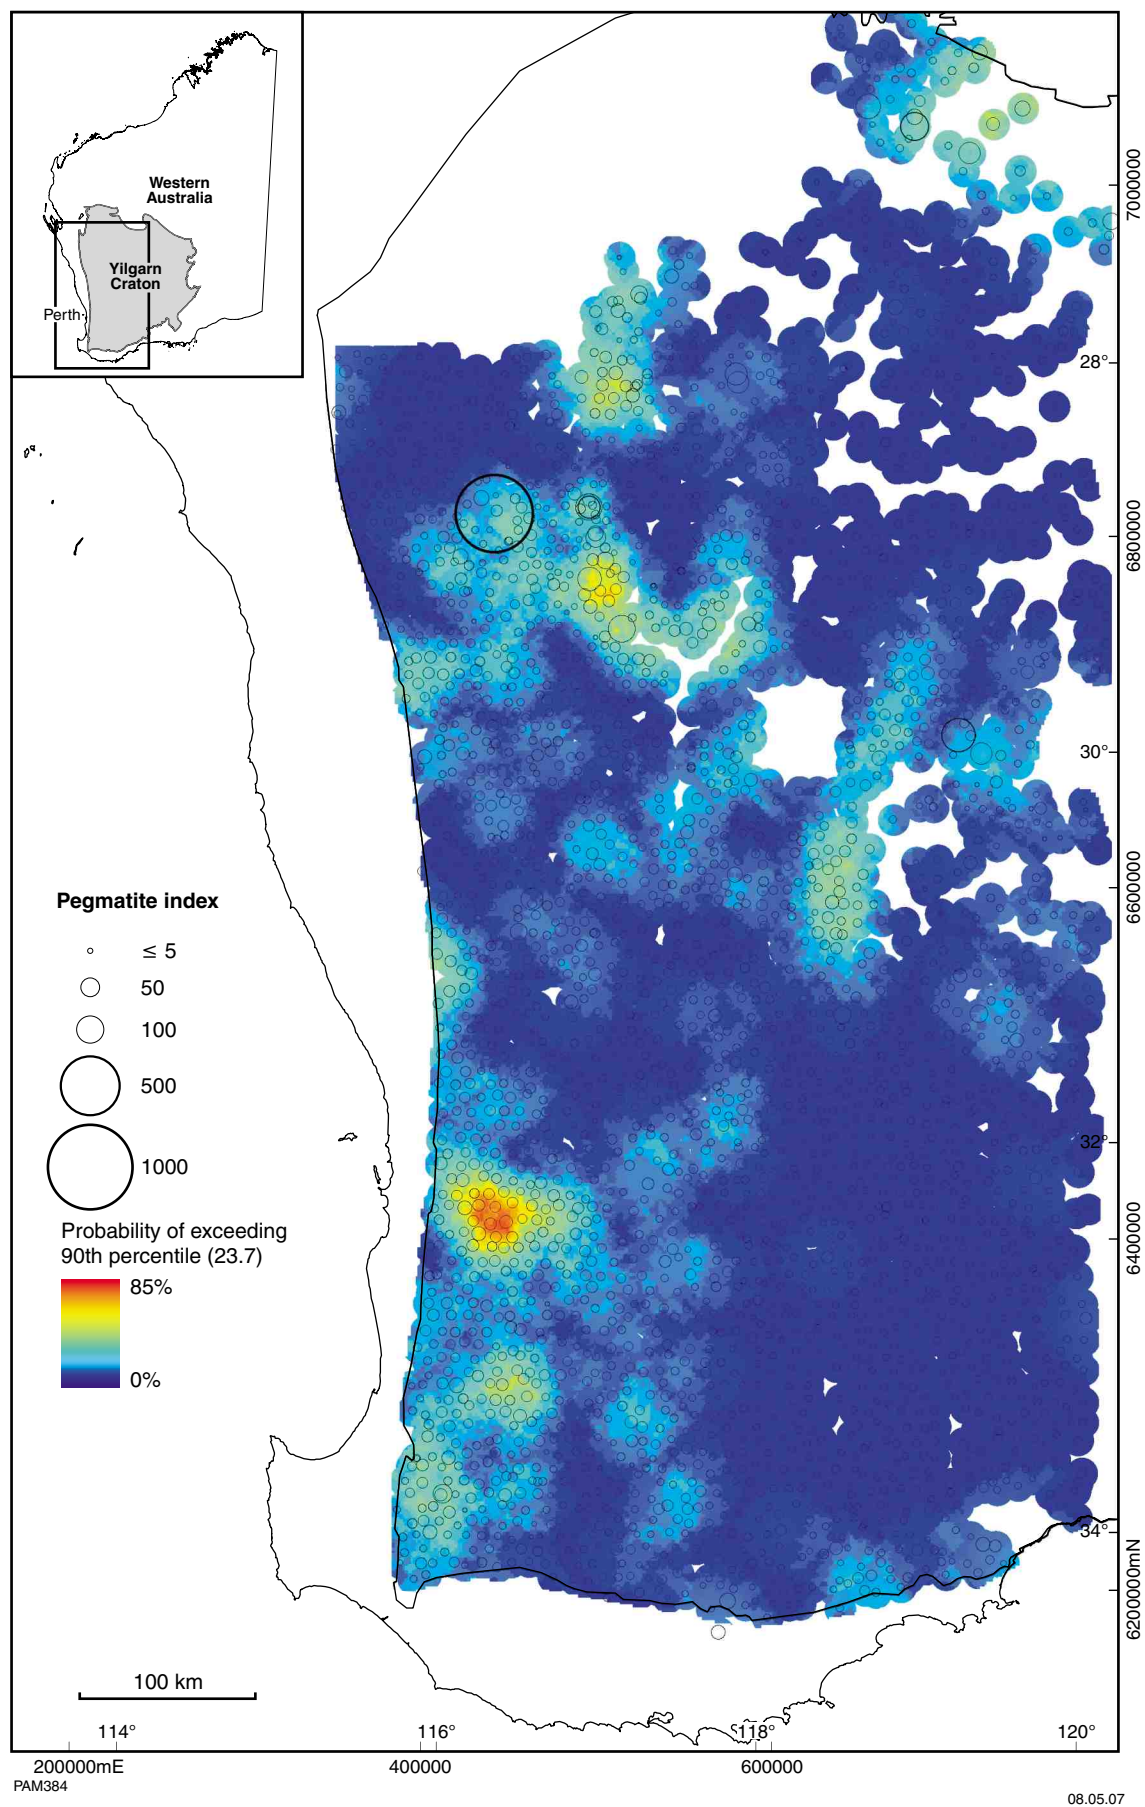 Western
Australia
Yilgarn
Craton
Perth
7000000
28°
6800000
30°
6600000
32°
6400000
34°
6200000mN
Pegmatite index
≤ 5
50
100
500
1000
Probability of exceeding
90th percentile (23.7)
85%
0%
100 km
114°
116°
118°
120°
200000mE
400000
600000
PAM384
08.05.07